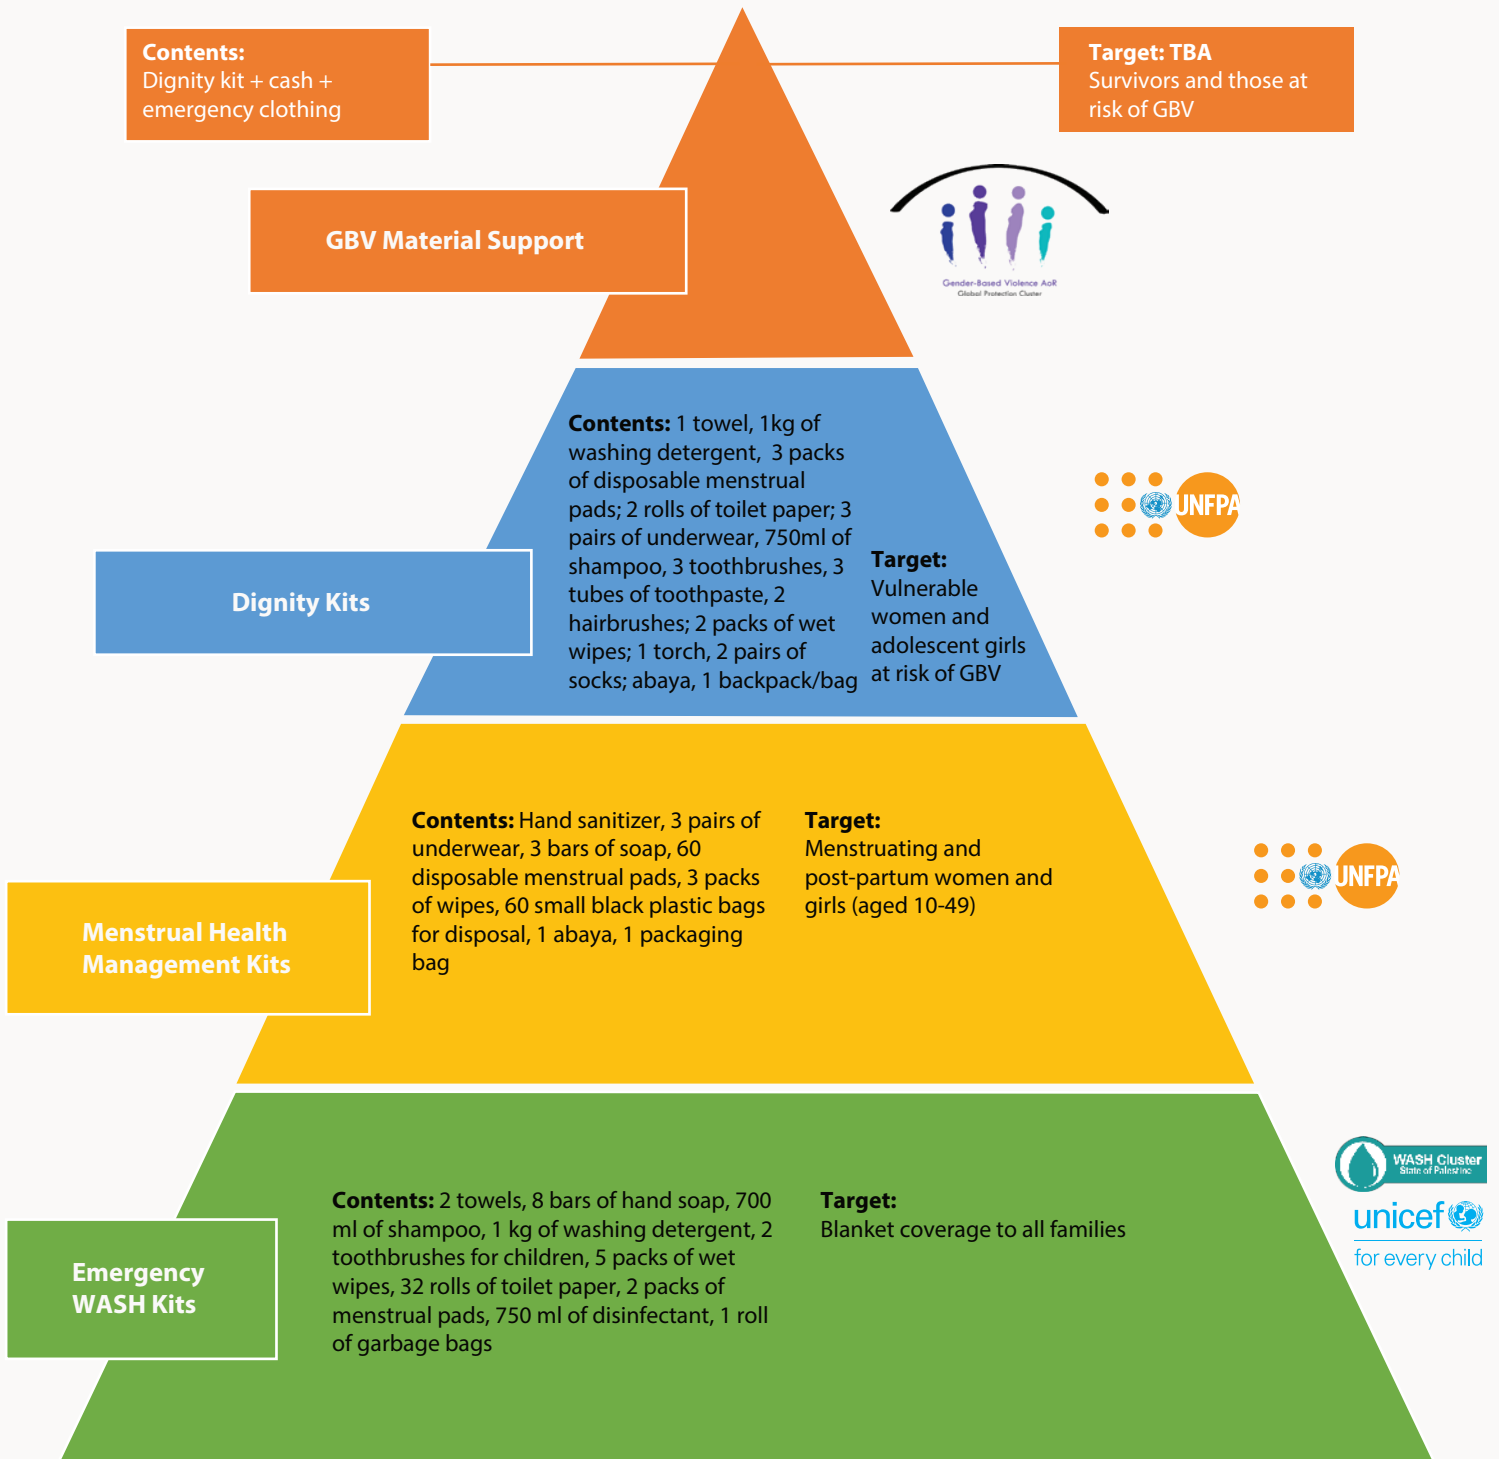 Contents:
Dignity kit + cash +
emergency clothing
Target: TBA
Survivors and those at
risk of GBV
GBV Material Support
Gender-Based Violence AoR
Global Protection Cluster
Contents: 1 towel, 1kg of
washing detergent, 3 packs
of disposable menstrual
pads; 2 rolls of toilet paper; 3
pairs of underwear, 750ml of
shampoo, 3 toothbrushes, 3
tubes of toothpaste, 2
hairbrushes; 2 packs of wet
wipes; 1 torch, 2 pairs of
socks; abaya, 1 backpack/bag
Target:
Vulnerable
women and
adolescent girls
at risk of GBV
Dignity Kits
UNFPA
Contents: Hand sanitizer, 3 pairs of
underwear, 3 bars of soap, 60
disposable menstrual pads, 3 packs
of wipes, 60 small black plastic bags
for disposal, 1 abaya, 1 packaging
bag
Target:
Menstruating and
post-partum women and
girls (aged 10-49)
Menstrual Health
Management Kits
UNFPA
Contents: 2 towels, 8 bars of hand soap, 700
ml of shampoo, 1 kg of washing detergent, 2
toothbrushes for children, 5 packs of wet
wipes, 32 rolls of toilet paper, 2 packs of
menstrual pads, 750 ml of disinfectant, 1 roll
of garbage bags
Target:
Blanket coverage to all families
Emergency
WASH Kits
WASH Cluster
State of Palestine
unicef
for every child